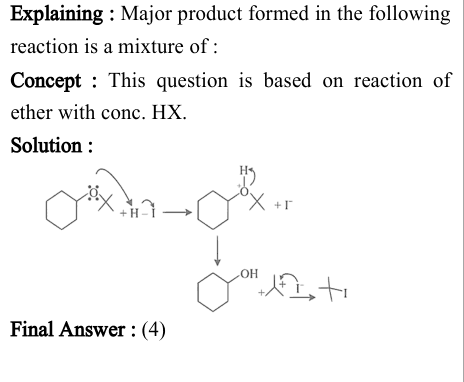 Explaining : Major product formed in the following
reaction is a mixture of :
Concept : This question is based on reaction of
ether with conc. HX.
Solution :
H
O + H – I O + I⁻
OH
+ + I⁻ I
Final Answer : (4)